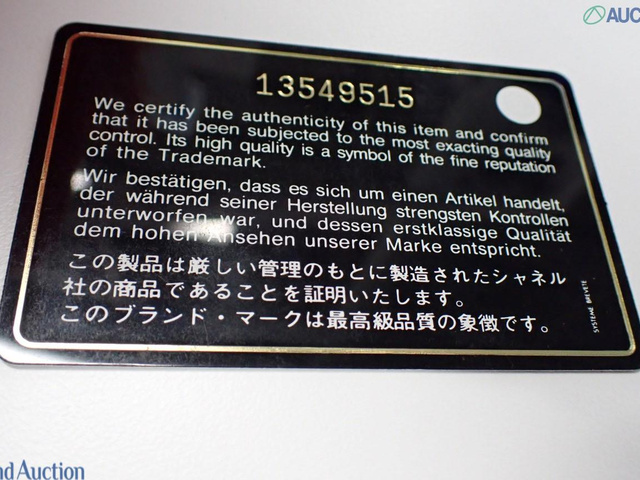 AUC
13549515
We certify the authenticity of this item and confirm
that it has been subjected to the most exacting quality
control. Its high quality is a symbol of the fine reputation
of the Trademark.
Wir bestätigen, dass es sich um einen Artikel handelt,
der während seiner Herstellung strengsten Kontrollen
unterworfen war, und dessen erstklassige Qualität
dem hohen Ansehen unserer Marke entspricht.
この製品は厳しい管理のもとに製造されたシャネル
社の商品であることを証明いたします。
このブランド・マークは最高級品質の象徴です。
SYSTEME BREVETE
nd Auction